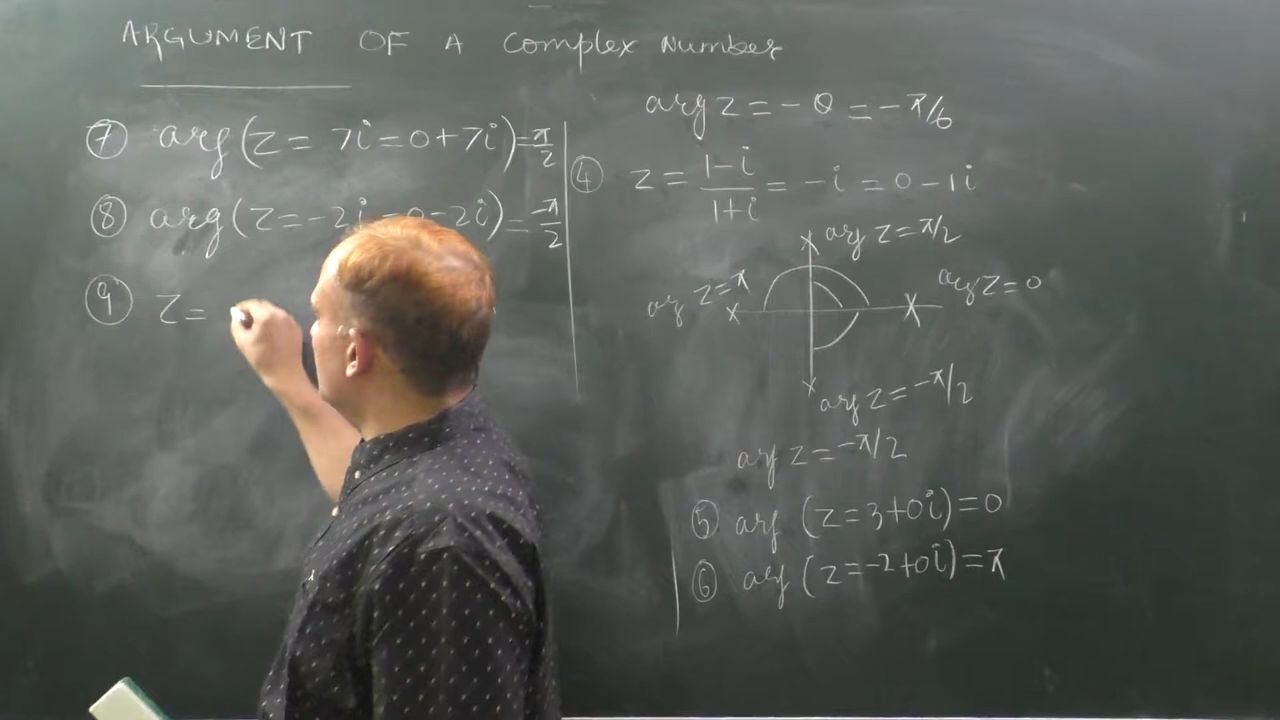 ARGUMENT OF A Complex Number
⑦ arg(z = 7i = 0+7i) = π/2
⑧ arg(z = -2i = 0-2i) = -π/2
⑨ z =
arg z = -θ = -π/6
④ z = (1-i)/(1+i) = -i = 0-1i
arg z = π/2
arg z = π
arg z = 0
arg z = -π/2
arg z = -π/2
⑤ arg (z = 3+0i) = 0
⑥ arg (z = -2+0i) = π